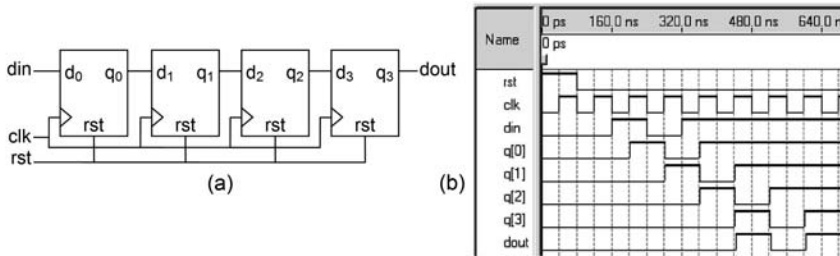 din d₀ q₀ d₁ q₁ d₂ q₂ d₃ q₃ dout
rst rst rst rst
clk
rst
(a)
(b)
Name
0 ps 160,0 ns 320,0 ns 480,0 ns 640,0 ns
0 ps
rst
clk
din
q[0]
q[1]
q[2]
q[3]
dout